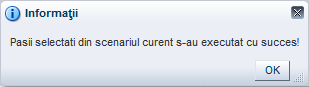 Informaţii
Pasii selectati din scenariul curent s-au executat cu succes!
OK